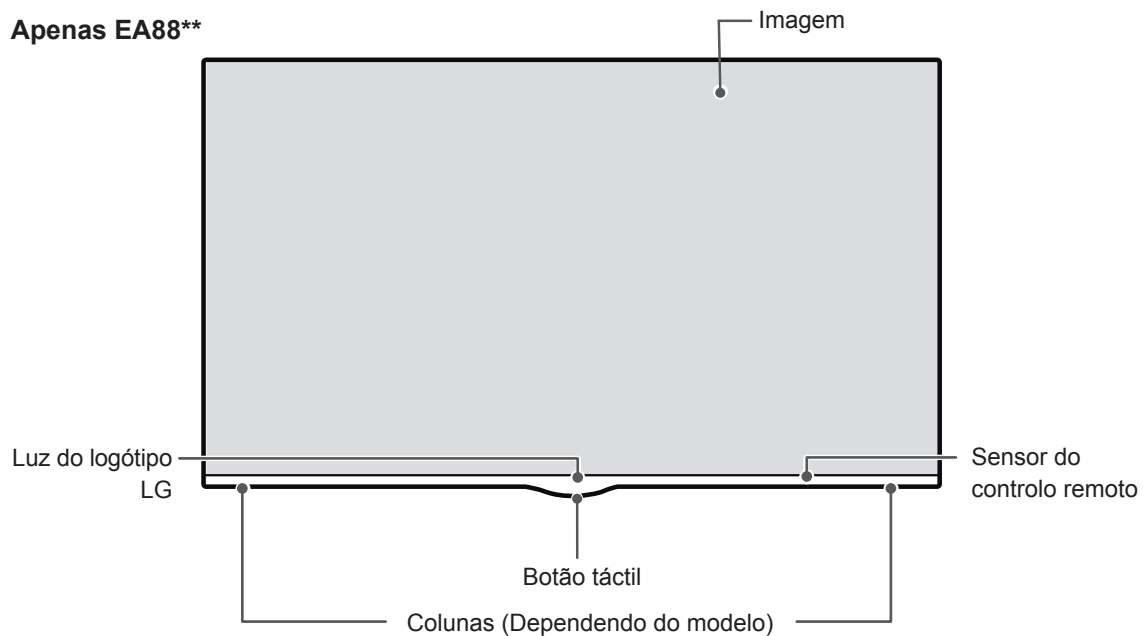 Apenas EA88**
Imagem
Luz do logótipo
LG
Sensor do
controlo remoto
Botão táctil
Colunas (Dependendo do modelo)